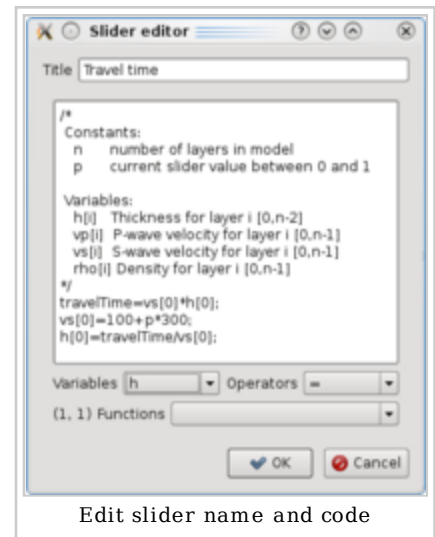 Slider editor
Title Travel time
/*
Constants:
n number of layers in model
p current slider value between 0 and 1
Variables:
h[i] Thickness for layer i [0,n-2]
vp[i] P-wave velocity for layer i [0,n-1]
vs[i] S-wave velocity for layer i [0,n-1]
rho[i] Density for layer i [0,n-1]
*/
travelTime=vs[0]*h[0];
vs[0]=100+p*300;
h[0]=travelTime/vs[0];
Variables h Operators =
(1, 1) Functions
OK Cancel
Edit slider name and code